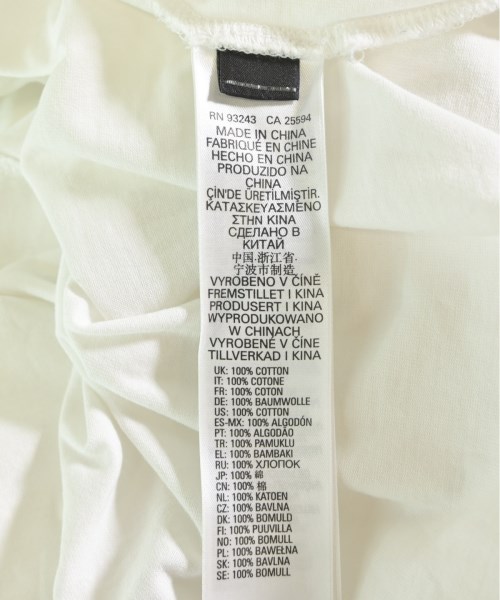 RN 93243 CA 25594
MADE IN CHINA
FABRIQUÉ EN CHINE
HECHO EN CHINA
PRODUZIDO NA
CHINA
ÇİN'DE ÜRETİLMİŞTİR.
ΚΑΤΑΣΚΕΥΑΣΜΕΝΟ
ΣΤΗΝ ΚΙΝΑ
СДЕЛАНО В
КИТАЙ
中国·浙江省·
宁波市制造
VYROBENO V ČÍNĚ
FREMSTILLET I KINA
PRODUSERT I KINA
WYPRODUKOWANO
W CHINACH
VYROBENÉ V ČÍNE
TILLVERKAD I KINA
UK: 100% COTTON
IT: 100% COTONE
FR: 100% COTON
DE: 100% BAUMWOLLE
US: 100% COTTON
ES-MX: 100% ALGODÓN
PT: 100% ALGODÃO
TR: 100% PAMUKLU
EL: 100% ΒΑΜΒΑΚΙ
RU: 100% ХЛОПОК
JP: 100% 綿
CN: 100% 棉
NL: 100% KATOEN
CZ: 100% BAVLNA
DK: 100% BOMULD
FI: 100% PUUVILLA
NO: 100% BOMULL
PL: 100% BAWEŁNA
SK: 100% BAVLNA
SE: 100% BOMULL